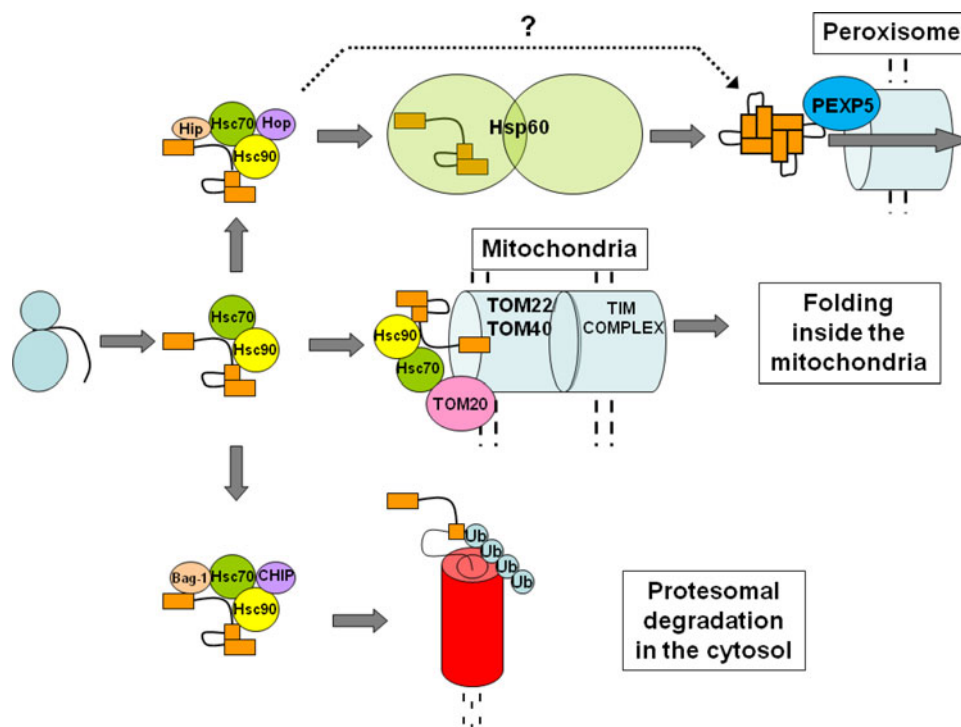 ?
Peroxisome
PEXP5
Hip
Hsc70
Hop
Hsc90
Hsp60
Mitochondria
TOM22
TOM40
TIM
COMPLEX
Hsc70
Hsc90
Hsc90
Hsc70
TOM20
Folding
inside the
mitochondria
Bag-1
Hsc70
CHIP
Hsc90
Ub
Ub
Ub
Ub
Protesomal
degradation
in the cytosol